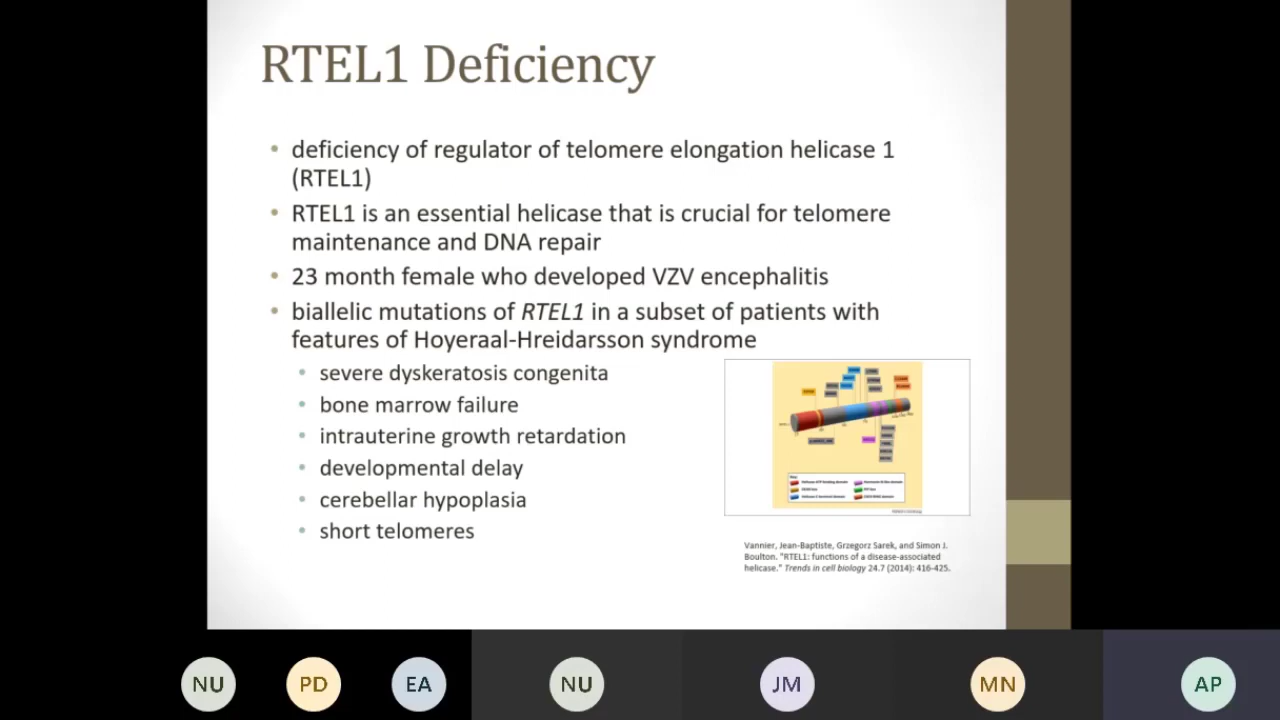 RTEL1 Deficiency
• deficiency of regulator of telomere elongation helicase 1
(RTEL1)
• RTEL1 is an essential helicase that is crucial for telomere
maintenance and DNA repair
• 23 month female who developed VZV encephalitis
• biallelic mutations of RTEL1 in a subset of patients with
features of Hoyeraal-Hreidarsson syndrome
• severe dyskeratosis congenita
• bone marrow failure
• intrauterine growth retardation
• developmental delay
• cerebellar hypoplasia
• short telomeres
Vannier, Jean-Baptiste, Grzegorz Sarek, and Simon J.
Boulton. "RTEL1: functions of a disease-associated
helicase." Trends in cell biology 24.7 (2014): 416-425.
NU PD EA NU JM MN AP